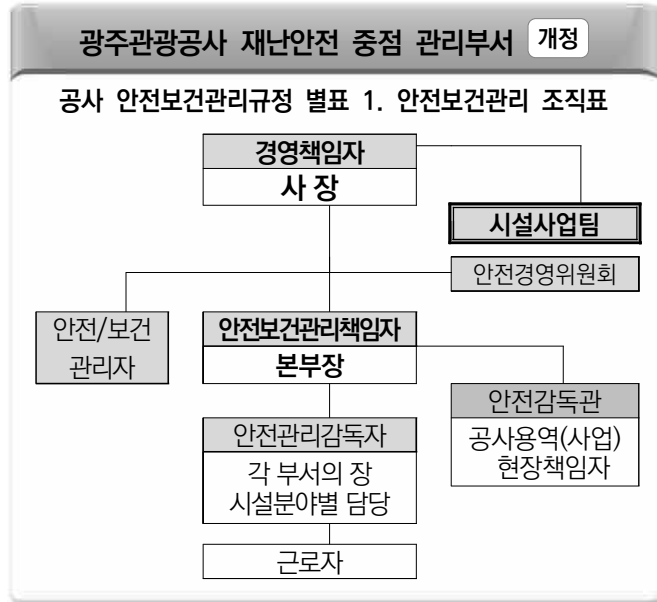 광주관광공사 재난안전 중점 관리부서 개정
공사 안전보건관리규정 별표 1. 안전보건관리 조직표
경영책임자
사 장
시설사업팀
안전경영위원회
안전/보건
관리자
안전보건관리책임자
본부장
안전감독관
공사용역(사업)
현장책임자
안전관리감독자
각 부서의 장
시설분야별 담당
근로자